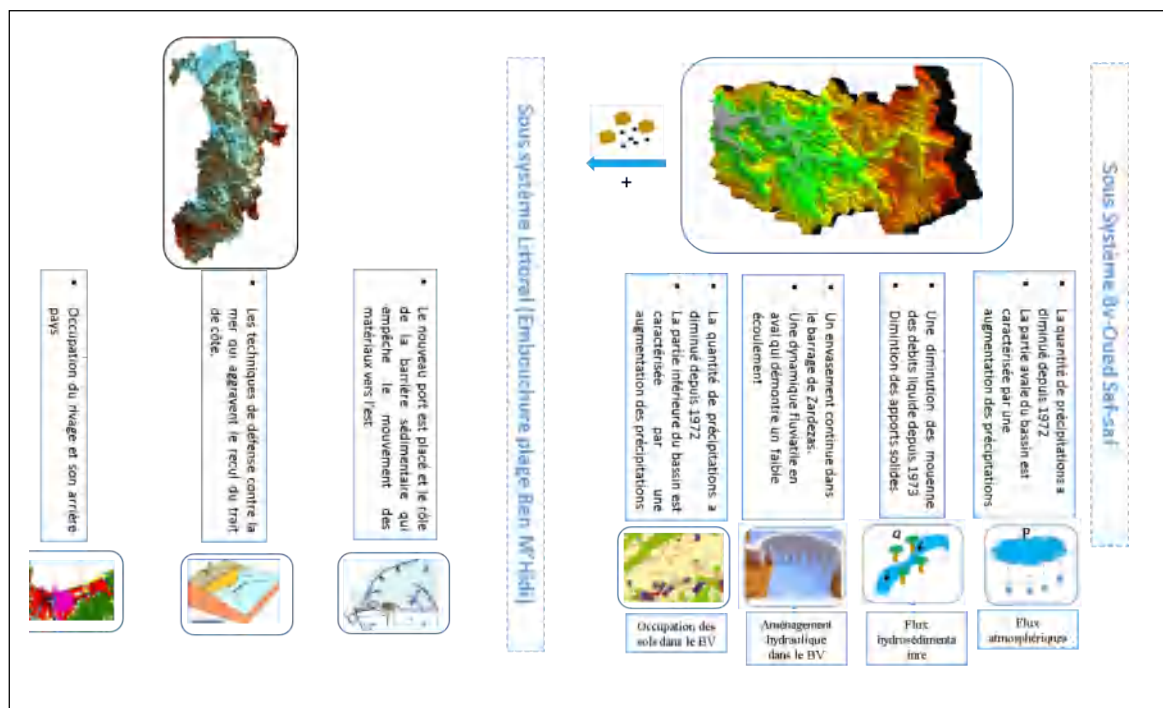 Sous Système Bv-Oued Saf-saf
▪ La quantité de précipitations a
diminué depuis 1972
▪ La partie avale du bassin est
caractérisée par une
augmentation des précipitations
P
Flux
atmosphériques
▪ Une diminution des mouenne
des debits liquide depuis 1973
▪ Dimintion des apports solides
Q
Flux
hydrosédimenta
inre
▪ Un envasement continue dans
le barrage de Zardezas.
▪ Une dynamique fluviatile en
aval qui démontre un faible
écoulement
Aménagement
hydraulique
dans le BV
▪ La quantité de précipitations a
diminué depuis 1972
▪ La partie inférieure du bassin est
caractérisée par une
augmentation des précipitations
Occupation des
sols dans le BV
+
Sous système Littoral (Embouchure plage Ben M'Hidi)
▪ Le nouveau port est placé et le rôle
de la barrière sédimentaire qui
empêche le mouvement des
matériaux vers l'est
▪ Les techniques de défense contre la
mer qui aggravent le recul du trait
de côte.
▪ Occupation du rivage et son arrière
pays